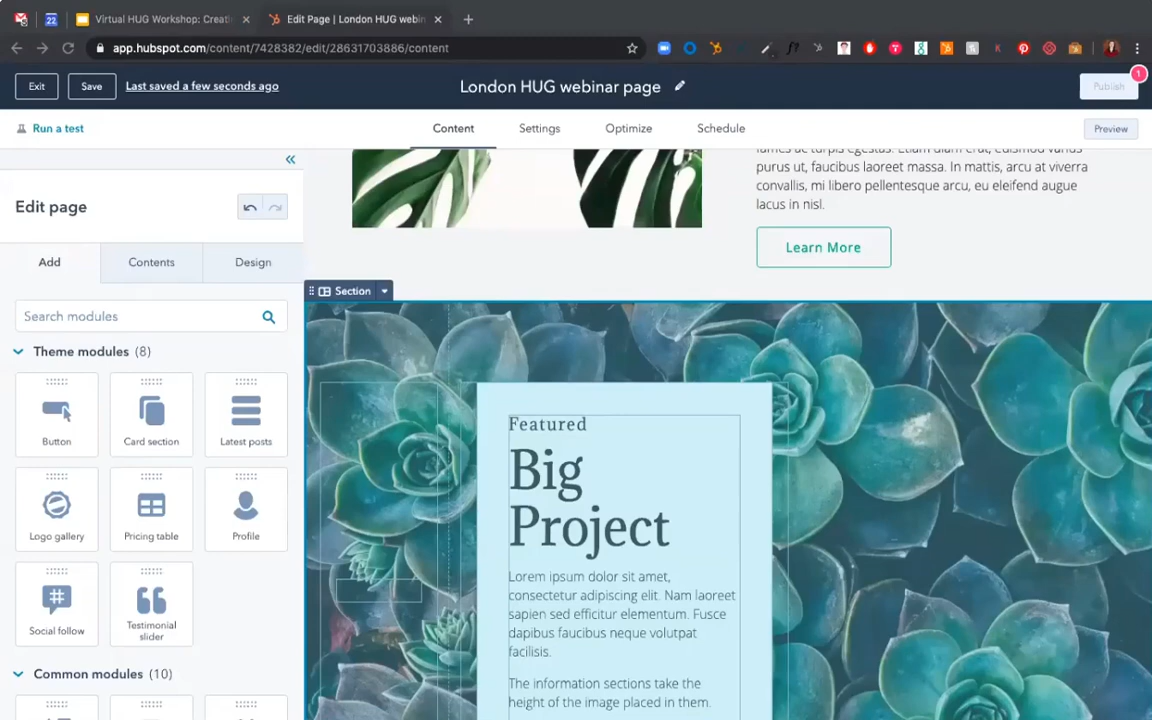 22
Virtual HUG Workshop: Creati
Edit Page | London HUG webin
app.hubspot.com/content/7428382/edit/28631703886/content
Exit
Save
Last saved a few seconds ago
London HUG webinar page
Publish
1
Run a test
Content
Settings
Optimize
Schedule
Preview
purus ut, faucibus laoreet massa. In mattis, arcu at viverra
convallis, mi libero pellentesque arcu, eu eleifend augue
lacus in nisl.
Learn More
Edit page
Add
Contents
Design
Search modules
Theme modules (8)
Button
Card section
Latest posts
Logo gallery
Pricing table
Profile
Social follow
Testimonial
slider
Common modules (10)
Section
Featured
Big
Project
Lorem ipsum dolor sit amet,
consectetur adipiscing elit. Nam laoreet
sapien sed efficitur elementum. Fusce
dapibus faucibus neque volutpat
facilisis.
The information sections take the
height of the image placed in them.